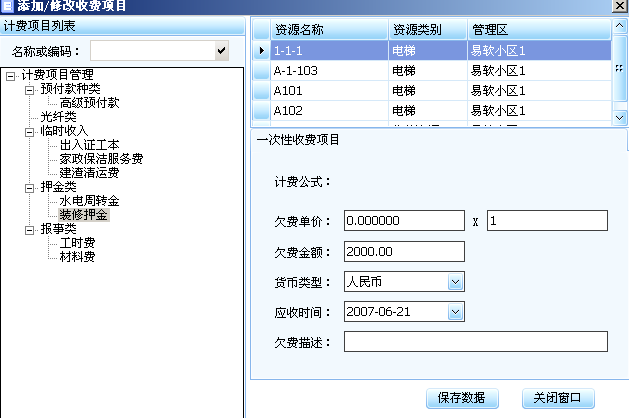 添加/修改收费项目
计费项目列表
名称或编码：
计费项目管理
预付款种类
高级预付款
光纤类
临时收入
出入证工本
家政保洁服务费
建渣清运费
押金类
水电周转金
装修押金
报事类
工时费
材料费
资源名称 资源类别 管理区
1-1-1 电梯 易软小区1
A-1-103 电梯 易软小区1
A101 电梯 易软小区1
A102 电梯 易软小区1
一次性收费项目
计费公式：
欠费单价： 0.000000 X 1
欠费金额： 2000.00
货币类型： 人民币
应收时间： 2007-06-21
欠费描述：
保存数据 关闭窗口